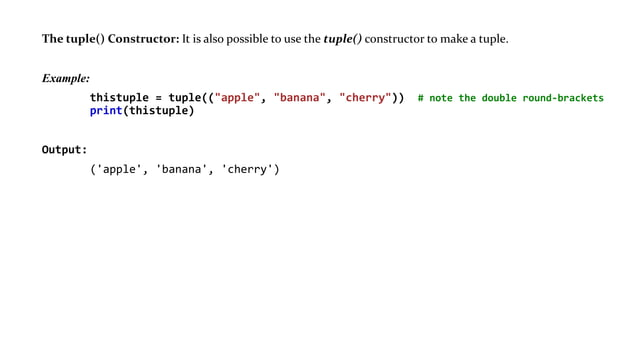 The tuple() Constructor: It is also possible to use the tuple() constructor to make a tuple.
Example:
thistuple = tuple(("apple", "banana", "cherry")) # note the double round-brackets
print(thistuple)
Output:
('apple', 'banana', 'cherry')